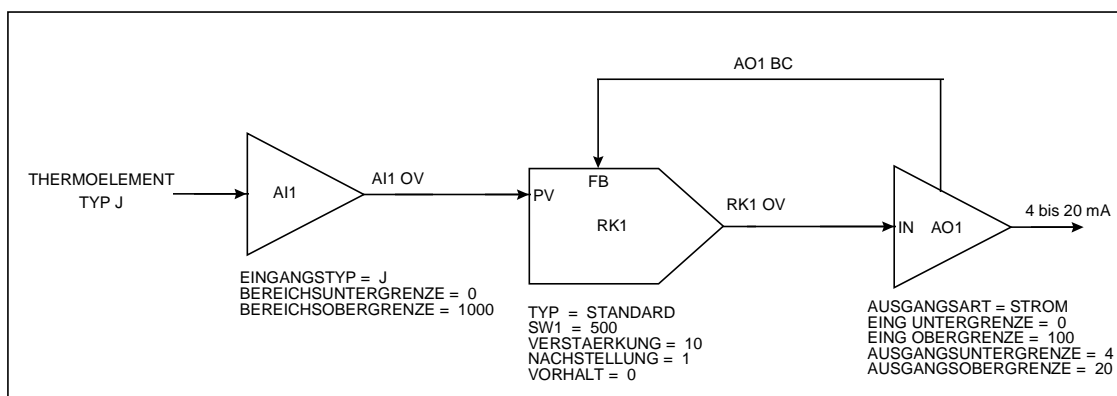 AO1 BC
THERMOELEMENT
TYP J
AI1
AI1 OV
PV
FB
RK1
RK1 OV
IN
AO1
4 bis 20 mA
EINGANGSTYP = J
BEREICHSUNTERGRENZE = 0
BEREICHSOBERGRENZE = 1000
TYP = STANDARD
SW1 = 500
VERSTAERKUNG = 10
NACHSTELLUNG = 1
VORHALT = 0
AUSGANGSART = STROM
EING UNTERGRENZE = 0
EING OBERGRENZE = 100
AUSGANGSUNTERGRENZE = 4
AUSGANGSOBERGRENZE = 20